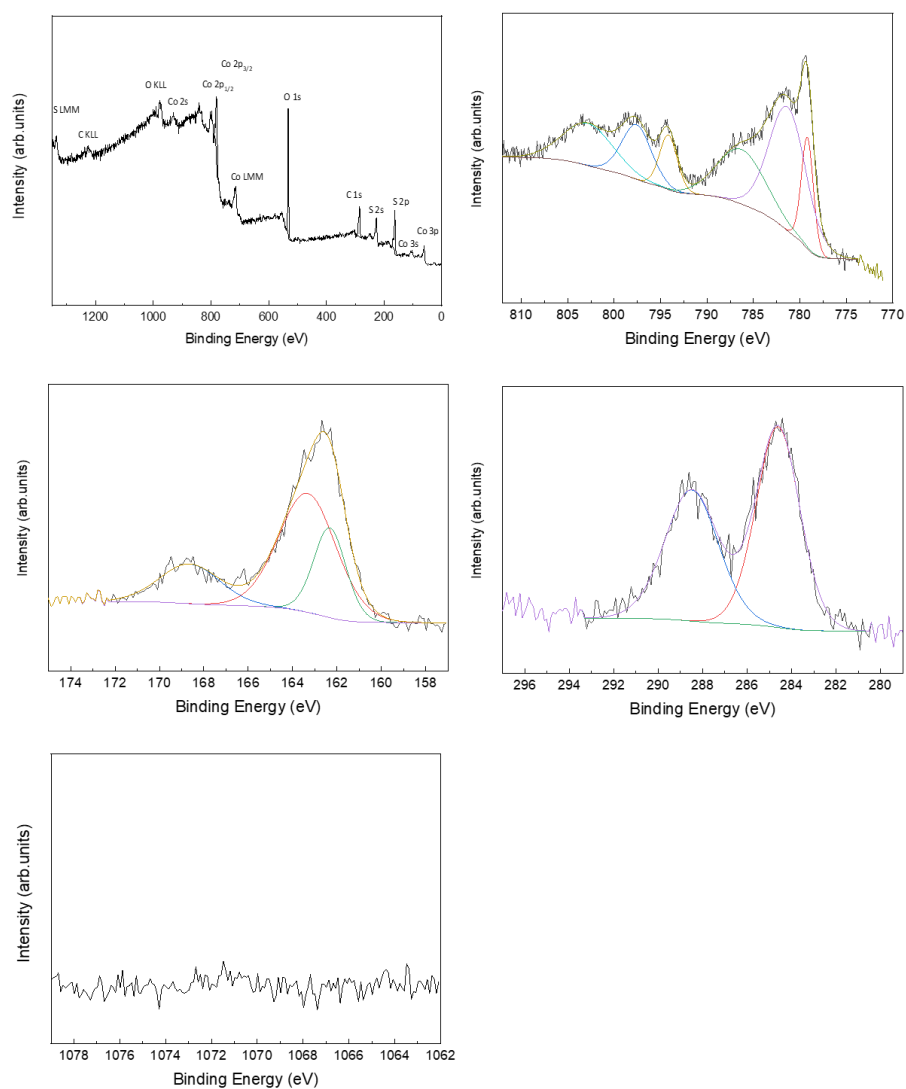 Intensity (arb.units)
S LMM
C KLL
O KLL
Co 2s
Co 2p1/2
Co 2p3/2
O 1s
Co LMM
C 1s
S 2s
S 2p
Co 3s
Co 3p
1200 1000 800 600 400 200 0
Binding Energy (eV)
Intensity (arb.units)
810 805 800 795 790 785 780 775 770
Binding Energy (eV)
Intensity (arb.units)
174 172 170 168 166 164 162 160 158
Binding Energy (eV)
Intensity (arb.units)
296 294 292 290 288 286 284 282 280
Binding Energy (eV)
Intensity (arb.units)
1078 1076 1074 1072 1070 1068 1066 1064 1062
Binding Energy (eV)